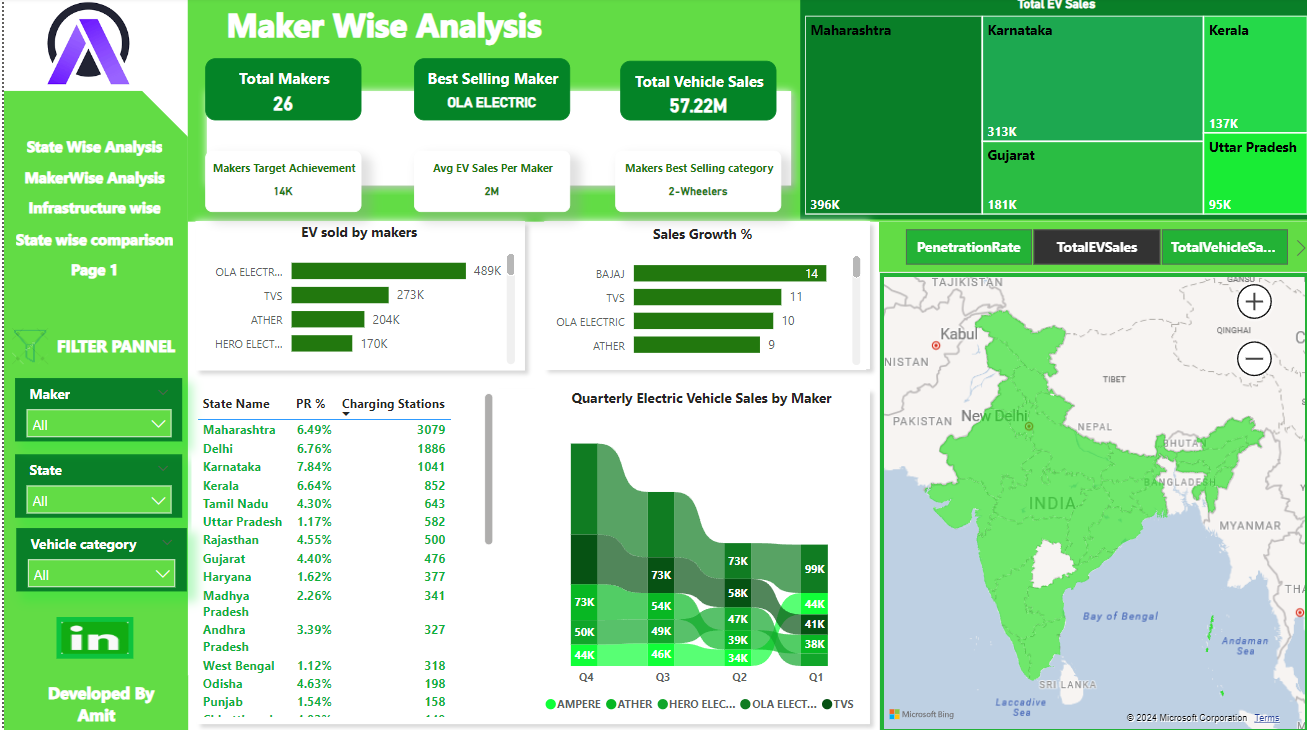 Maker Wise Analysis
Total Makers
26
Best Selling Maker
OLA ELECTRIC
Total Vehicle Sales
57.22M
Makers Target Achievement
14K
Avg EV Sales Per Maker
2M
Makers Best Selling category
2-Wheelers
Total EV Sales
Maharashtra
396K
Karnataka
313K
Gujarat
181K
Kerala
137K
Uttar Pradesh
95K
State Wise Analysis
MakerWise Analysis
Infrastructure wise
State wise comparison
Page 1
FILTER PANNEL
Maker
All
State
All
Vehicle category
All
in
Developed By
Amit
EV sold by makers
OLA ELECTR... 489K
TVS 273K
ATHER 204K
HERO ELECT... 170K
Sales Growth %
BAJAJ 14
TVS 11
OLA ELECTRIC 10
ATHER 9
State Name PR % Charging Stations
Maharashtra 6.49% 3079
Delhi 6.76% 1886
Karnataka 7.84% 1041
Kerala 6.64% 852
Tamil Nadu 4.30% 643
Uttar Pradesh 1.17% 582
Rajasthan 4.55% 500
Gujarat 4.40% 476
Haryana 1.62% 377
Madhya Pradesh 2.26% 341
Andhra Pradesh 3.39% 327
West Bengal 1.12% 318
Odisha 4.63% 198
Punjab 1.54% 158
Quarterly Electric Vehicle Sales by Maker
73K
50K
44K
73K
54K
49K
46K
73K
58K
47K
39K
34K
99K
44K
41K
38K
Q4 Q3 Q2 Q1
AMPERE ATHER HERO ELEC... OLA ELECT... TVS
PenetrationRate TotalEVSales TotalVehicleSa...
TAJIKISTAN
GANSU
QINGHAI
Kabul
NISTAN
TIBET
PAKISTAN
New Delhi
NEPAL
BHUTAN
BANGLADESH
INDIA
MYANMAR
THA
Bay of Bengal
Andaman
Sea
SRI LANKA
Laccadive
Sea
Microsoft Bing
© 2024 Microsoft Corporation Terms